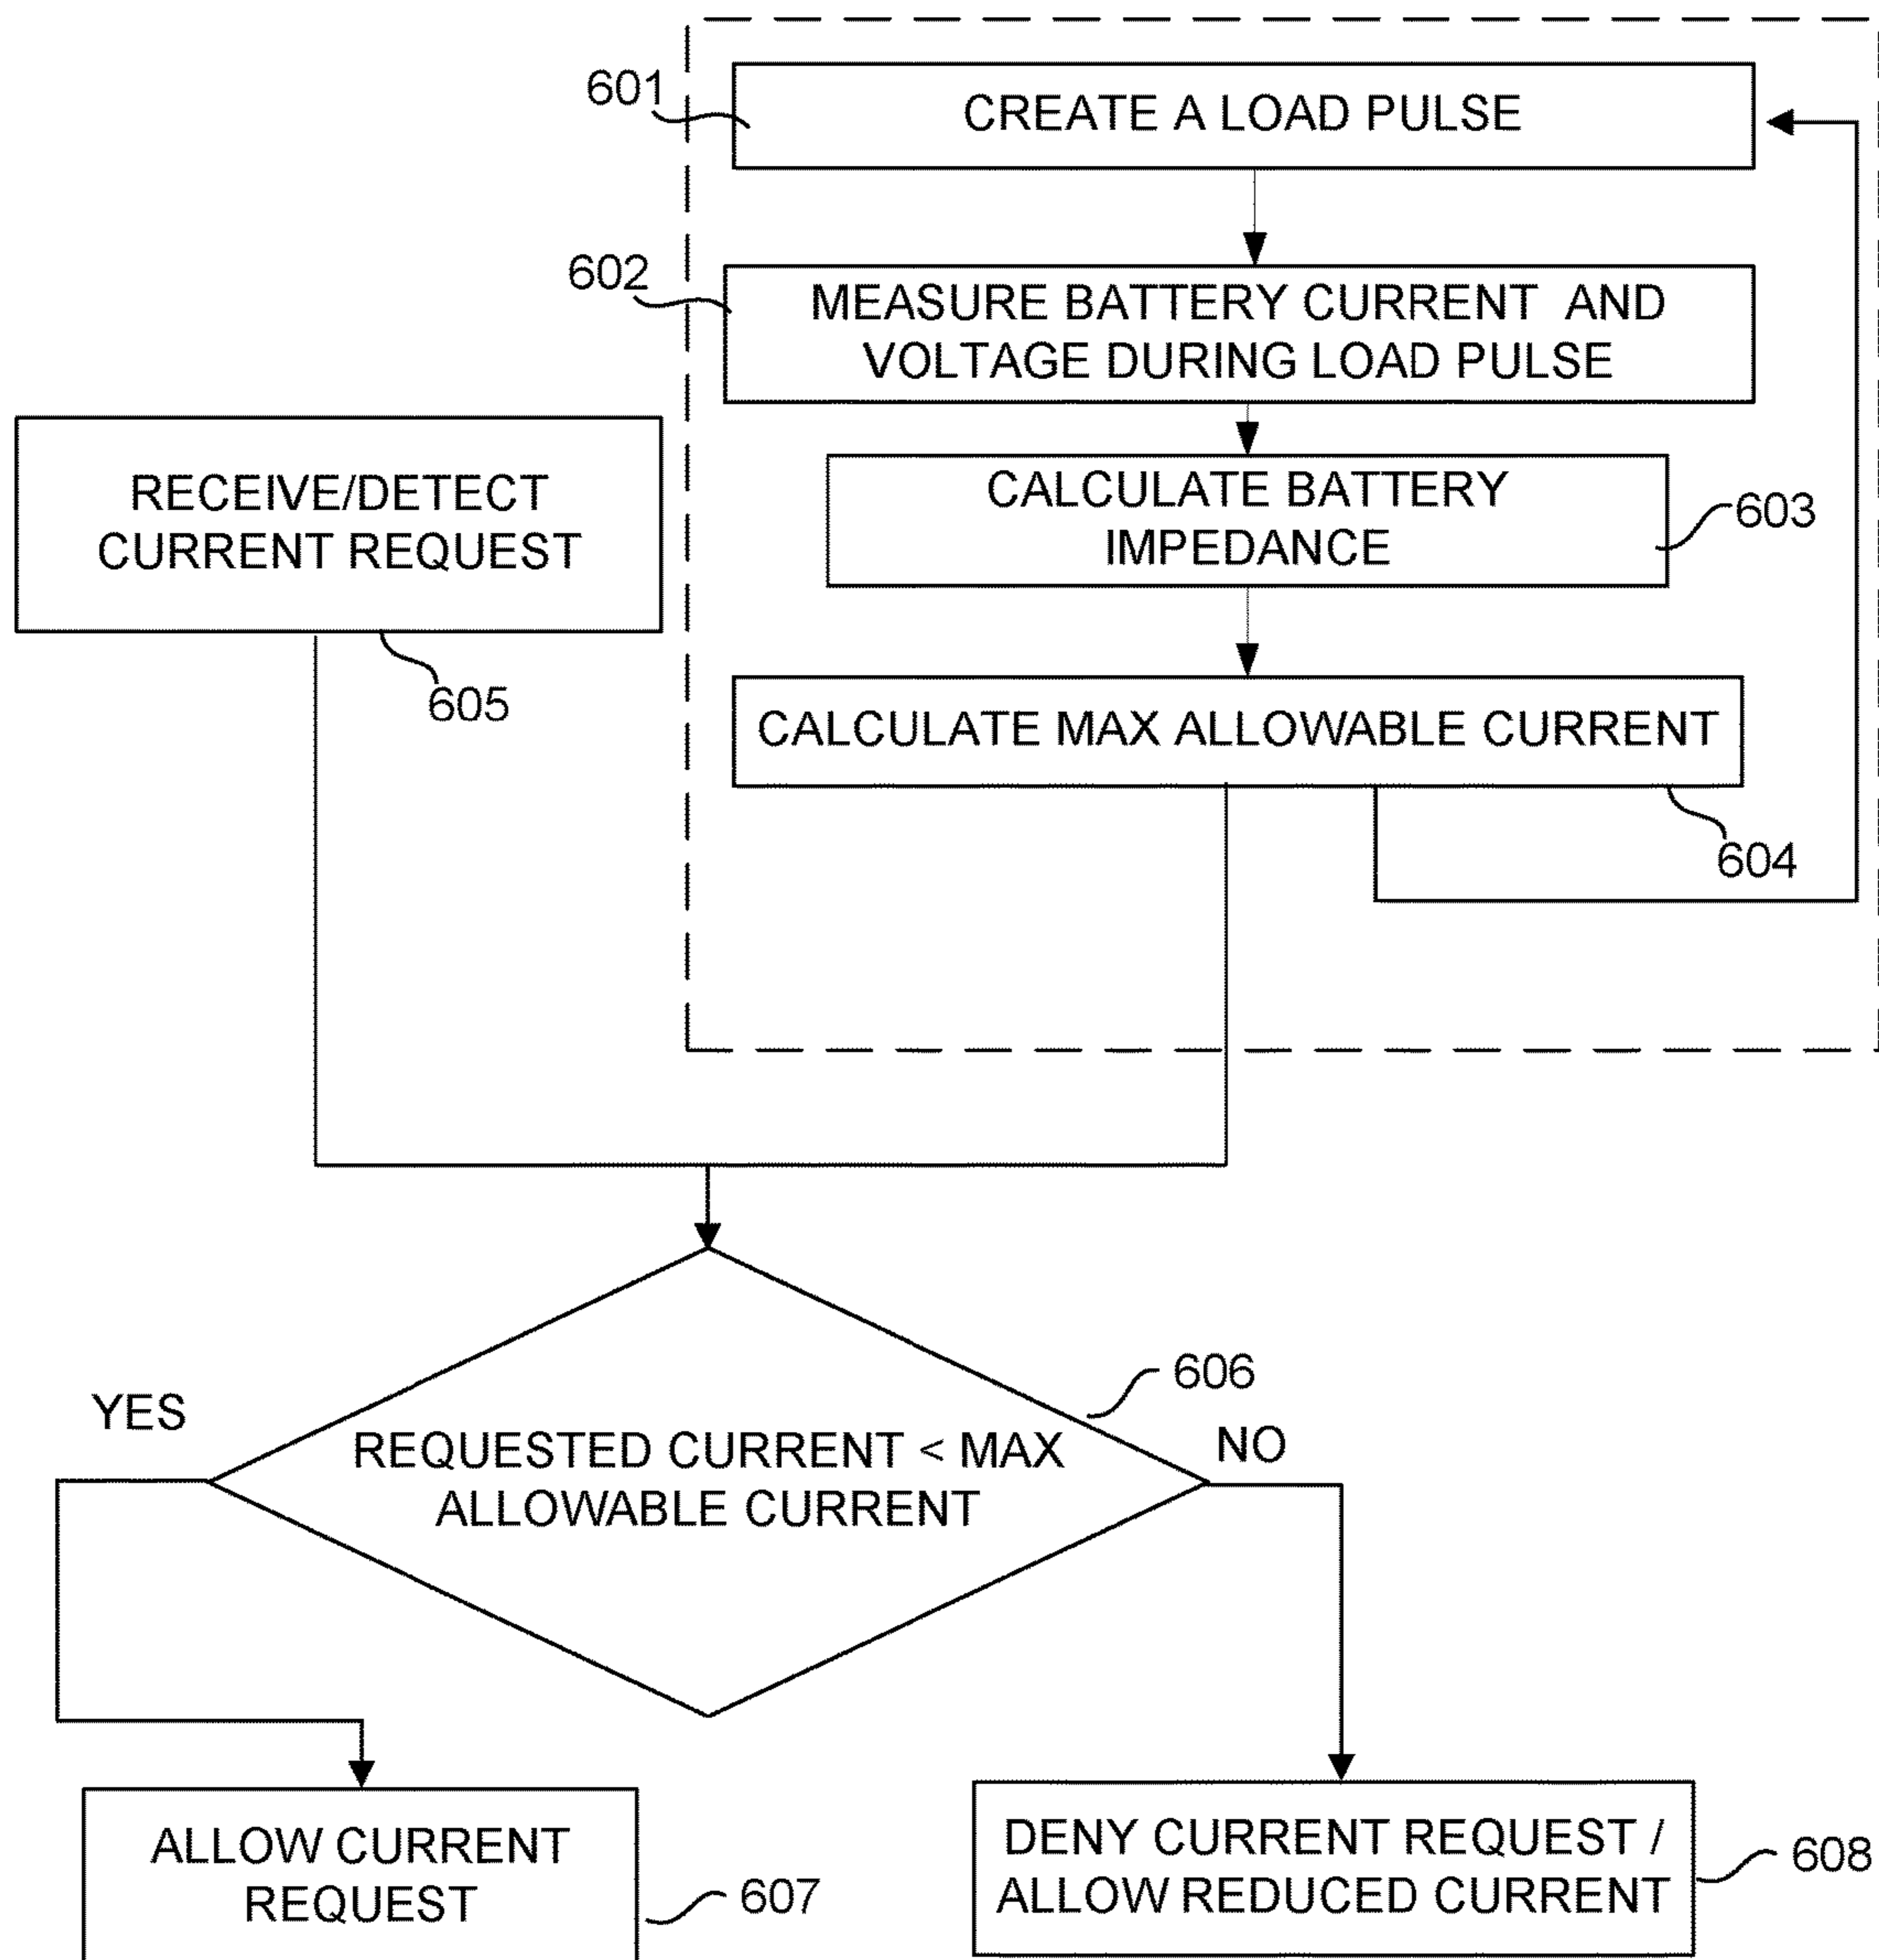 601
CREATE A LOAD PULSE
602
MEASURE BATTERY CURRENT AND
VOLTAGE DURING LOAD PULSE
RECEIVE/DETECT
CURRENT REQUEST
605
CALCULATE BATTERY
IMPEDANCE
603
CALCULATE MAX ALLOWABLE CURRENT
604
606
YES
REQUESTED CURRENT < MAX
ALLOWABLE CURRENT
NO
ALLOW CURRENT
REQUEST
607
DENY CURRENT REQUEST /
ALLOW REDUCED CURRENT
608